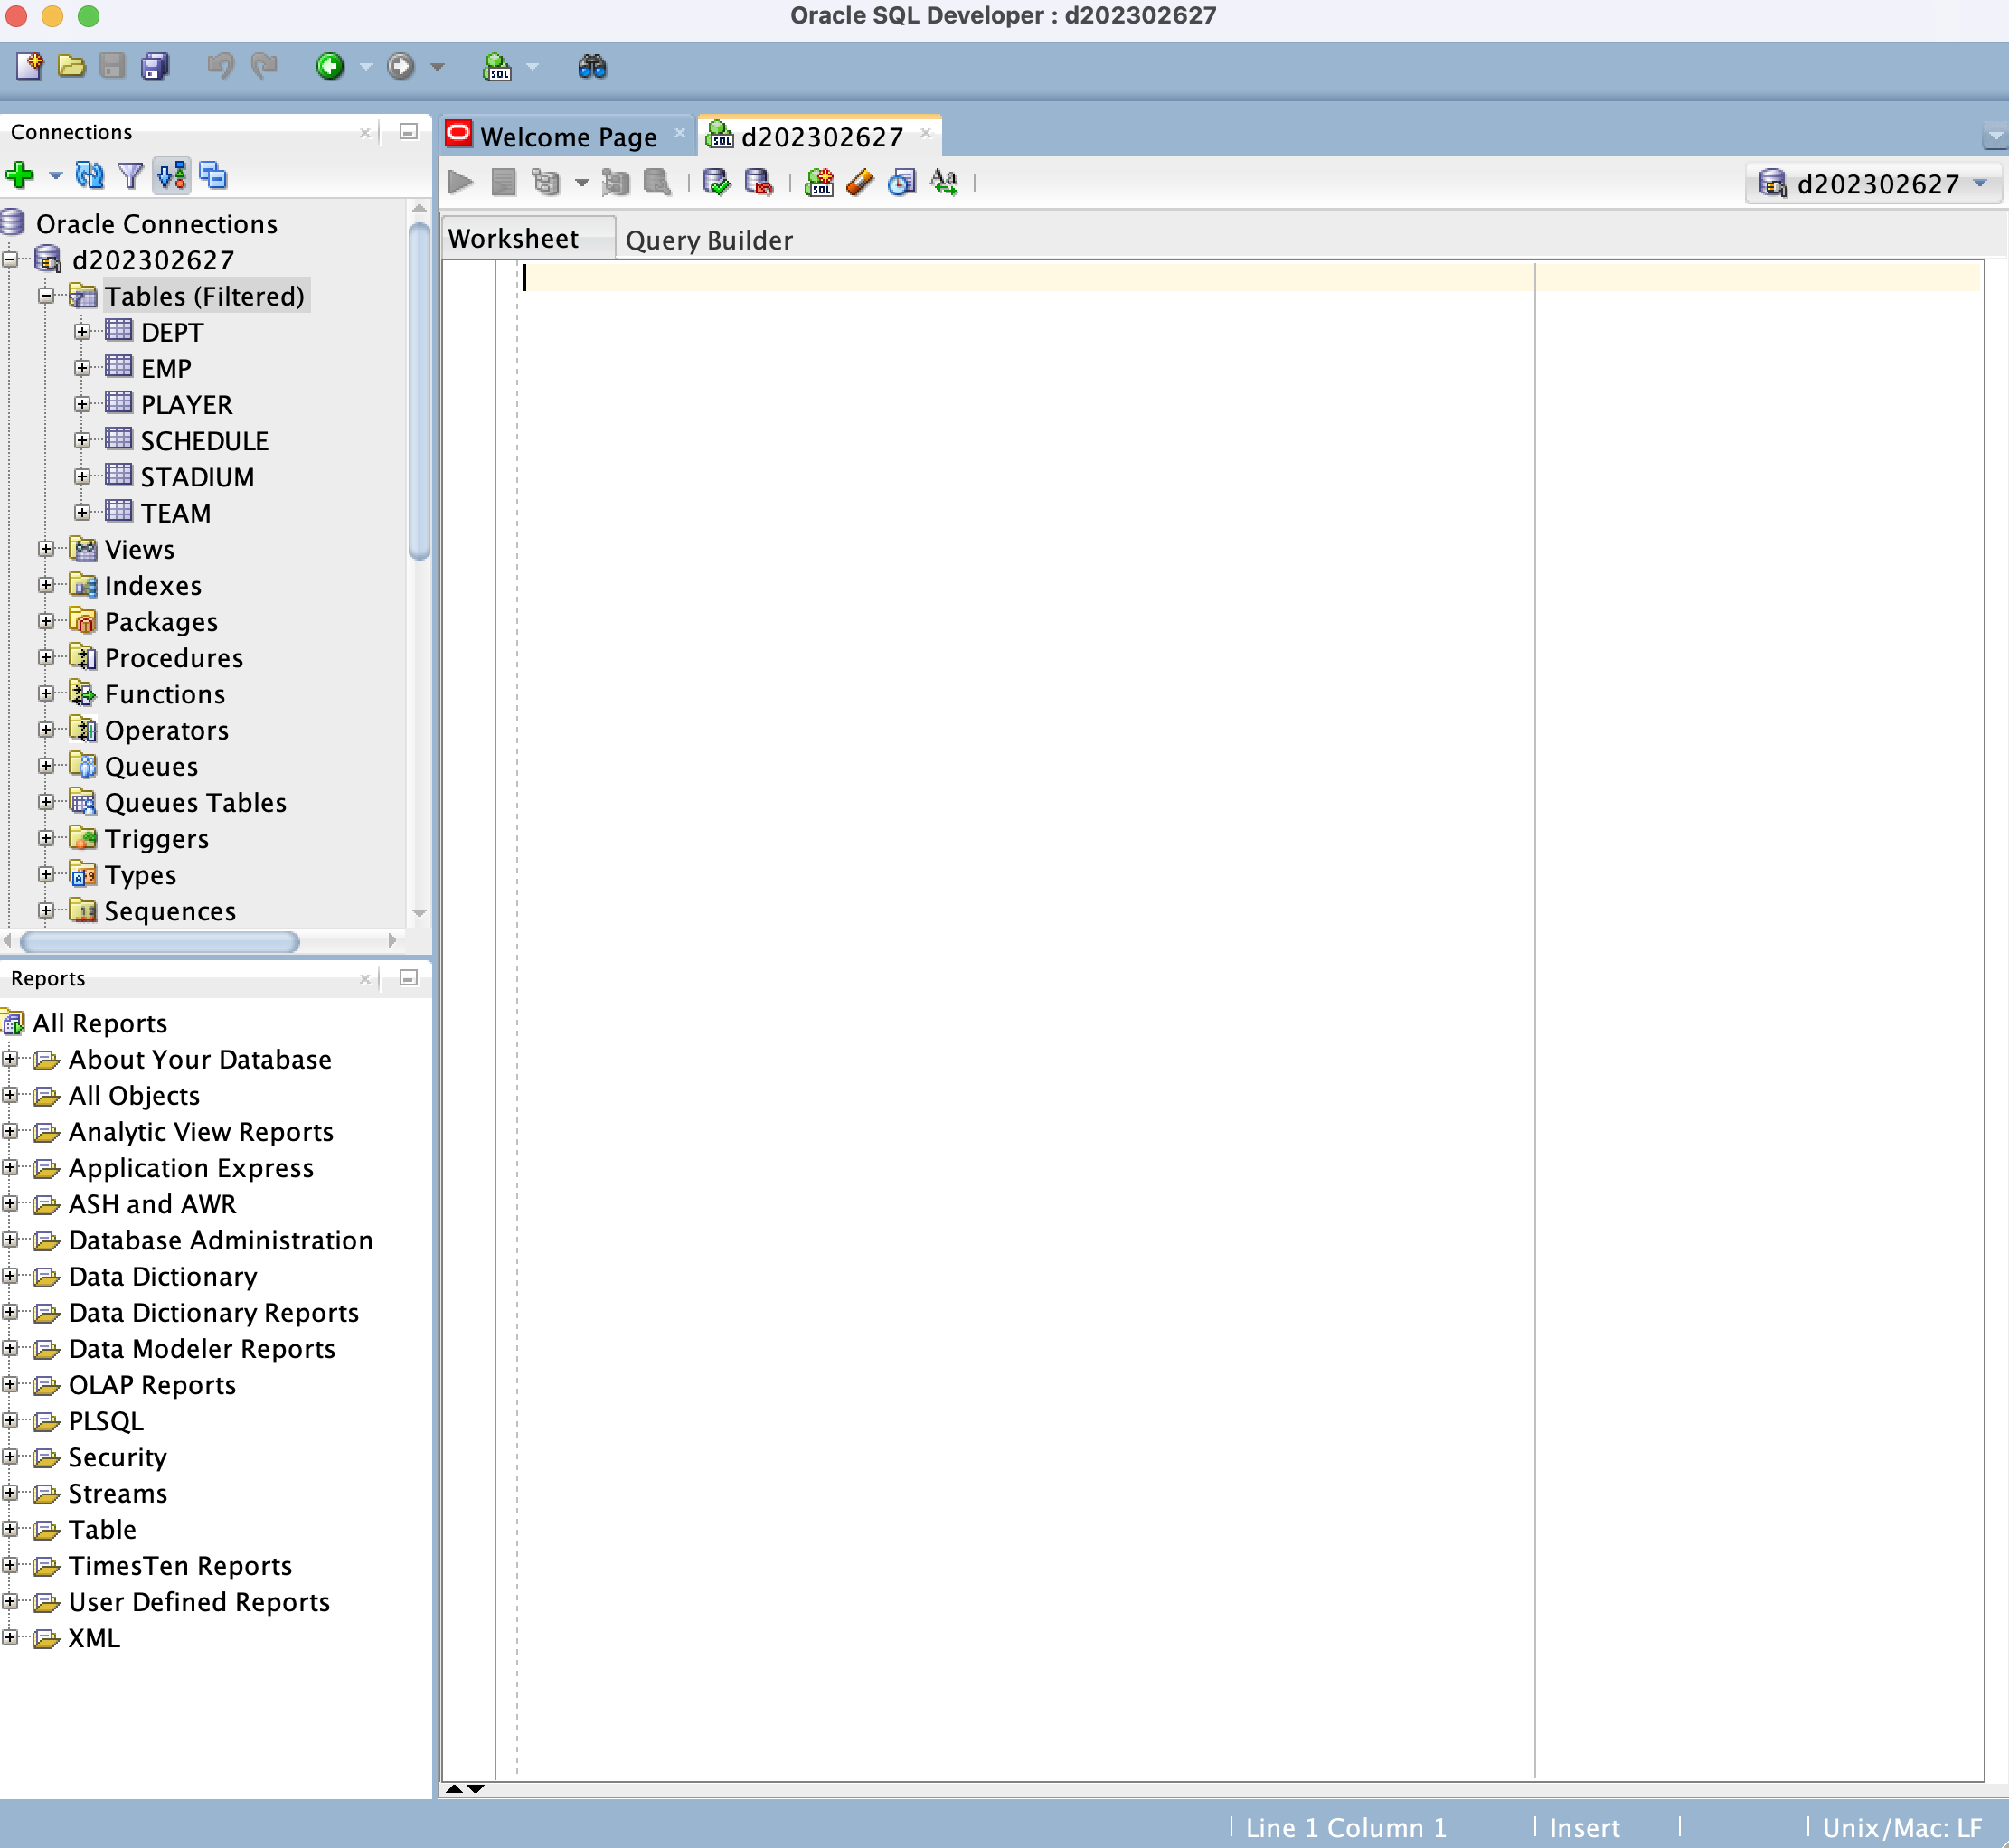 Oracle SQL Developer : d202302627
Connections
Oracle Connections
d202302627
Tables (Filtered)
DEPT
EMP
PLAYER
SCHEDULE
STADIUM
TEAM
Views
Indexes
Packages
Procedures
Functions
Operators
Queues
Queues Tables
Triggers
Types
Sequences
Reports
All Reports
About Your Database
All Objects
Analytic View Reports
Application Express
ASH and AWR
Database Administration
Data Dictionary
Data Dictionary Reports
Data Modeler Reports
OLAP Reports
PLSQL
Security
Streams
Table
TimesTen Reports
User Defined Reports
XML
Welcome Page
d202302627
d202302627
Worksheet Query Builder
Line 1 Column 1 Insert Unix/Mac: LF